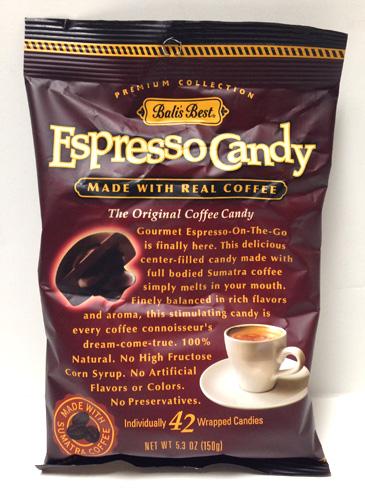 PREMIUM COLLECTION
Bali's Best®
Espresso Candy
MADE WITH REAL COFFEE
The Original Coffee Candy
Gourmet Espresso-On-The-Go
is finally here. This delicious
center-filled candy made with
full bodied Sumatra coffee
simply melts in your mouth.
Finely balanced in rich flavors
and aroma, this stimulating candy is
every coffee connoisseur's
dream-come-true. 100%
Natural. No High Fructose
Corn Syrup. No Artificial
Flavors or Colors.
No Preservatives.
Individually 42 Wrapped Candies
MADE WITH
SUMATRA COFFEE
NET WT 5.3 OZ (150g)